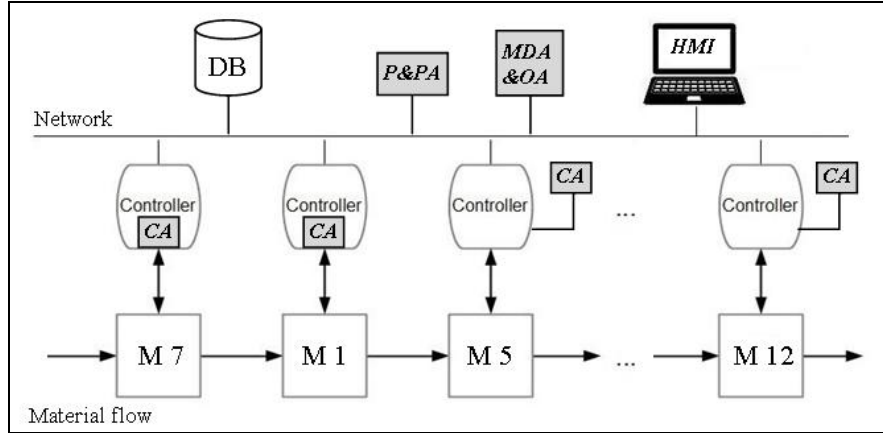 DB
P&PA
MDA
&OA
HMI
Network
Controller
CA
Controller
CA
Controller
CA
...
Controller
CA
M 7
M 1
M 5
...
M 12
Material flow